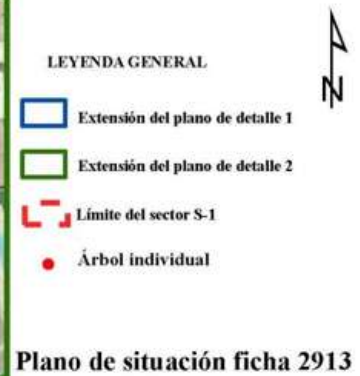 N
LEYENDA GENERAL
Extensión del plano de detalle 1
Extensión del plano de detalle 2
Límite del sector S-1
Árbol individual
Plano de situación ficha 2913